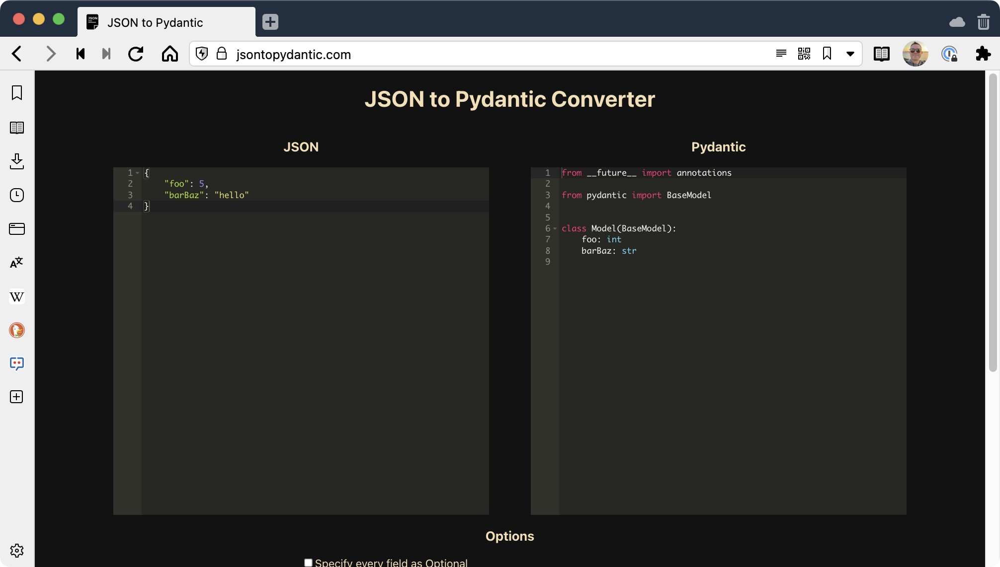 JSON to Pydantic
jsontopydantic.com
JSON to Pydantic Converter
JSON
1 {
2 "foo": 5,
3 "barBaz": "hello"
4 }
Pydantic
1 from __future__ import annotations
2
3 from pydantic import BaseModel
4
5
6 class Model(BaseModel):
7 foo: int
8 barBaz: str
9
Options
Specify every field as Optional
W